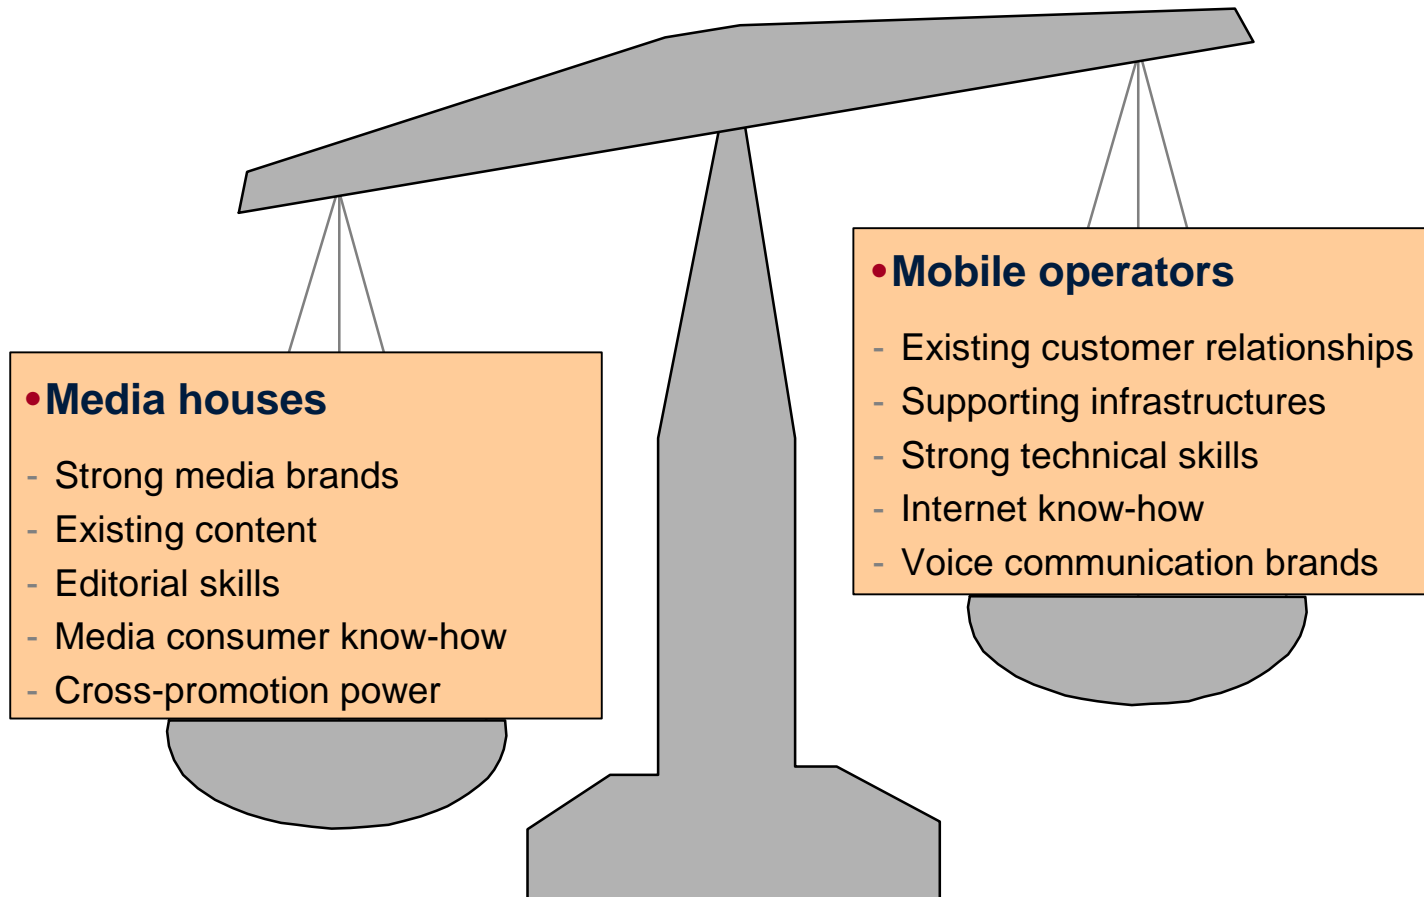 •Media houses
- Strong media brands
- Existing content
- Editorial skills
- Media consumer know-how
- Cross-promotion power
•Mobile operators
- Existing customer relationships
- Supporting infrastructures
- Strong technical skills
- Internet know-how
- Voice communication brands